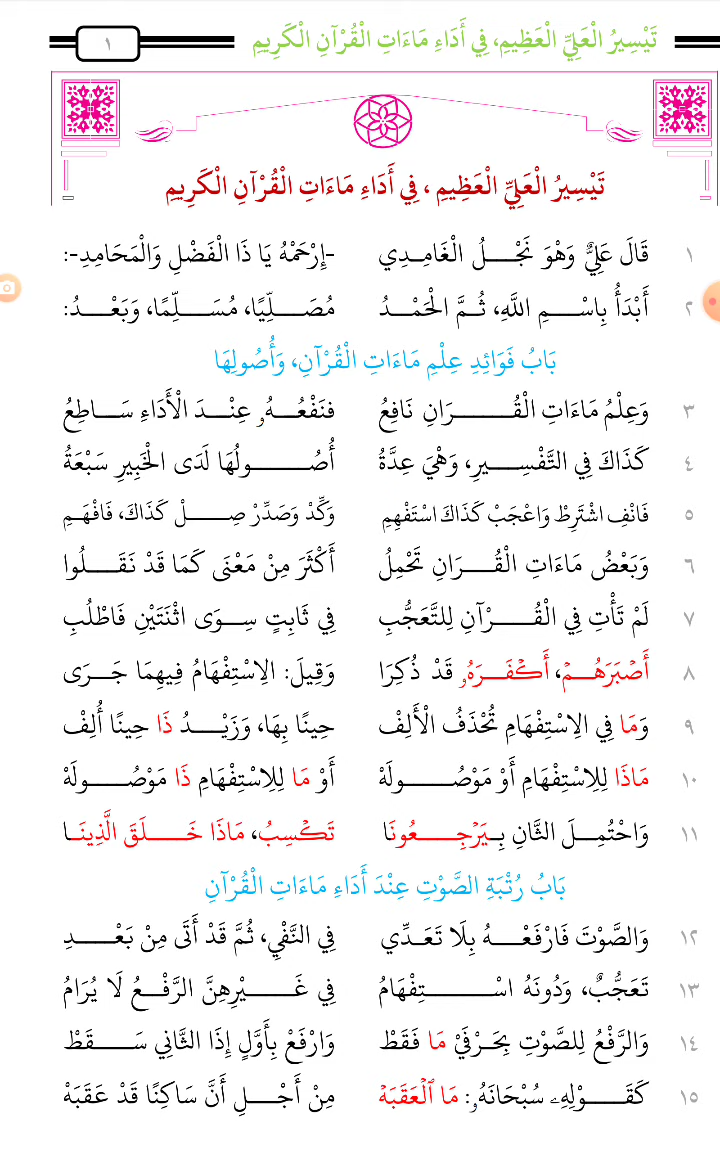 تَيْسِيرُ الْعَلِيِّ الْعَظِيمِ، فِي أَدَاءِ مَاءَاتِ الْقُرْآنِ الْكَرِيمِ ١
تَيْسِيرُ الْعَلِيِّ الْعَظِيمِ ، فِي أَدَاءِ مَاءَاتِ الْقُرْآنِ الْكَرِيمِ
١ قَالَ عَلِيٌّ وَهْوَ نَجْلُ الْغَامِدِي -إِرْحَمْهُ يَا ذَا الْفَضْلِ وَالْمَحَامِدِ-:
٢ أَبْدَأُ بِاسْمِ اللَّهِ، ثُمَّ الْحَمْدُ مُصَلِّيًا، مُسَلِّمًا، وَبَعْدُ:
بَابُ فَوَائِدِ عِلْمِ مَاءَاتِ الْقُرْآنِ، وَأُصُولِهَا
٣ وَعِلْمُ مَاءَاتِ الْقُرَانِ نَافِعُ فَنَفْعُهُۥ عِنْدَ الْأَدَاءِ سَاطِعُ
٤ كَذَاكَ فِي التَّفْسِيرِ، وَهْيَ عِدَّةُ أُصُولُهَا لَدَى الْخَبِيرِ سَبْعَةُ
٥ فَانْفِ اشْتَرِطْ وَاعْجَبْ كَذَاكَ اسْتَفْهِمِ وَكِّدْ وَصَدِّرْ صِلْ كَذَاكَ، فَافْهَمِ
٦ وَبَعْضُ مَاءَاتِ الْقُرَانِ تَحْمِلُ أَكْثَرَ مِنْ مَعْنَى كَمَا قَدْ نَقَلُوا
٧ لَمْ تَأْتِ فِي الْقُرْآنِ لِلتَّعَجُّبِ فِي ثَابِتٍ سِوَى اثْنَتَيْنِ فَاطْلُبِ
٨ أَصْبَرَهُمْ، أَكْفَرَهُۥ قَدْ ذُكِرَا وَقِيلَ: الِاسْتِفْهَامُ فِيهِمَا جَرَى
٩ وَمَا فِي الِاسْتِفْهَامِ تُحْذَفُ الْأَلِفْ حِينًا بِهَا، وَزَيْدُ ذَا حِينًا أُلِفْ
١٠ مَاذَا لِلِاسْتِفْهَامِ أَوْ مَوْصُولَهْ أَوْ مَا لِلِاسْتِفْهَامِ ذَا مَوْصُولَهْ
١١ وَاحْتُمِلَ الثَّانِ بِيَرْجِعُونَا تَكْسِبُ، مَاذَا خَلَقَ الَّذِينَا
بَابُ رُتْبَةِ الصَّوْتِ عِنْدَ أَدَاءِ مَاءَاتِ الْقُرْآنِ
١٢ وَالصَّوْتَ فَارْفَعْهُ بِلَا تَعَدِّي فِي النَّفْيِ، ثُمَّ قَدْ أَتَى مِنْ بَعْدِ
١٣ تَعَجُّبٌ، وَدُونَهُ اسْتِفْهَامُ فِي غَيْرِهِنَّ الرَّفْعُ لَا يُرَامُ
١٤ وَالرَّفْعُ لِلصَّوْتِ بِحَرْفَيْ مَا فَقَطْ وَارْفَعْ بِأَوَّلٍ إِذَا الثَّانِي سَقَطْ
١٥ كَقَوْلِهِۦ سُبْحَانَهُۥ: مَا ٱلْعَقَبَهْ مِنْ أَجْلِ أَنَّ سَاكِنًا قَدْ عَقَبَهْ